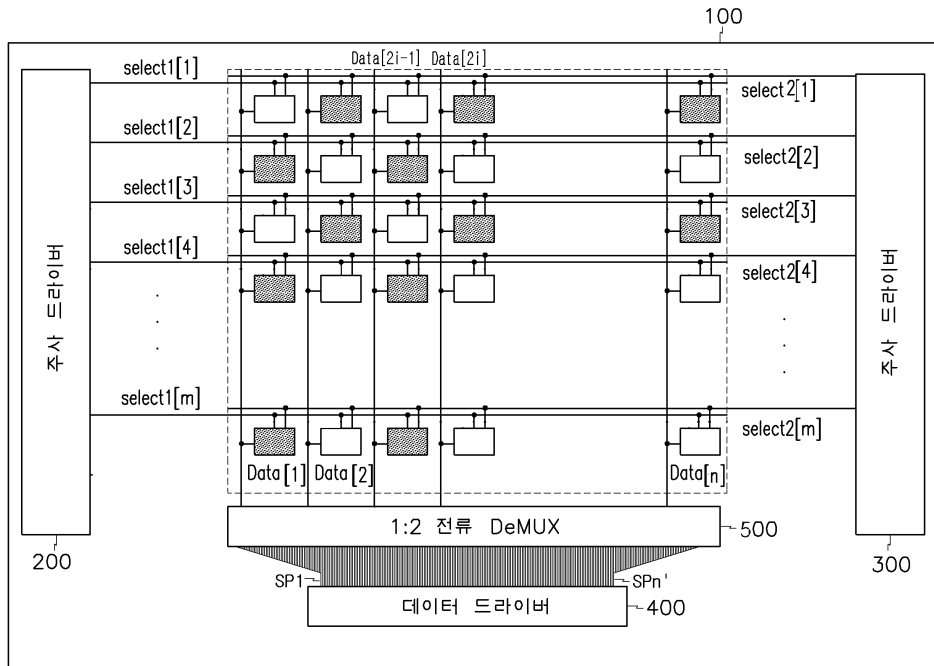 100
Data[2i-1] Data[2i]
select1[1]
select2[1]
select1[2]
select2[2]
select1[3]
select2[3]
select1[4]
select2[4]
주사 드라이버
주사 드라이버
select1[m]
select2[m]
Data[1] Data[2]
Data[n]
1:2 전류 DeMUX
500
200
300
SP1
SPn'
데이터 드라이버
400